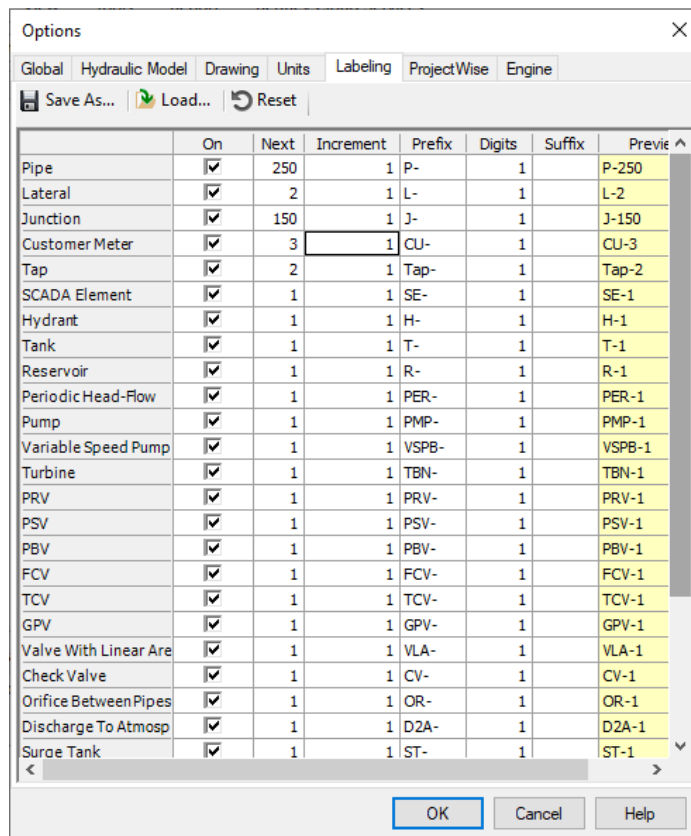 Options
Global Hydraulic Model Drawing Units Labeling ProjectWise Engine
Save As... Load... Reset
On Next Increment Prefix Digits Suffix Previe
Pipe 250 1 P- 1 P-250
Lateral 2 1 L- 1 L-2
Junction 150 1 J- 1 J-150
Customer Meter 3 1 CU- 1 CU-3
Tap 2 1 Tap- 1 Tap-2
SCADA Element 1 1 SE- 1 SE-1
Hydrant 1 1 H- 1 H-1
Tank 1 1 T- 1 T-1
Reservoir 1 1 R- 1 R-1
Periodic Head-Flow 1 1 PER- 1 PER-1
Pump 1 1 PMP- 1 PMP-1
Variable Speed Pump 1 1 VSPB- 1 VSPB-1
Turbine 1 1 TBN- 1 TBN-1
PRV 1 1 PRV- 1 PRV-1
PSV 1 1 PSV- 1 PSV-1
PBV 1 1 PBV- 1 PBV-1
FCV 1 1 FCV- 1 FCV-1
TCV 1 1 TCV- 1 TCV-1
GPV 1 1 GPV- 1 GPV-1
Valve With Linear Are 1 1 VLA- 1 VLA-1
Check Valve 1 1 CV- 1 CV-1
Orifice Between Pipes 1 1 OR- 1 OR-1
Discharge To Atmosp 1 1 D2A- 1 D2A-1
Surge Tank 1 1 ST- 1 ST-1
OK Cancel Help